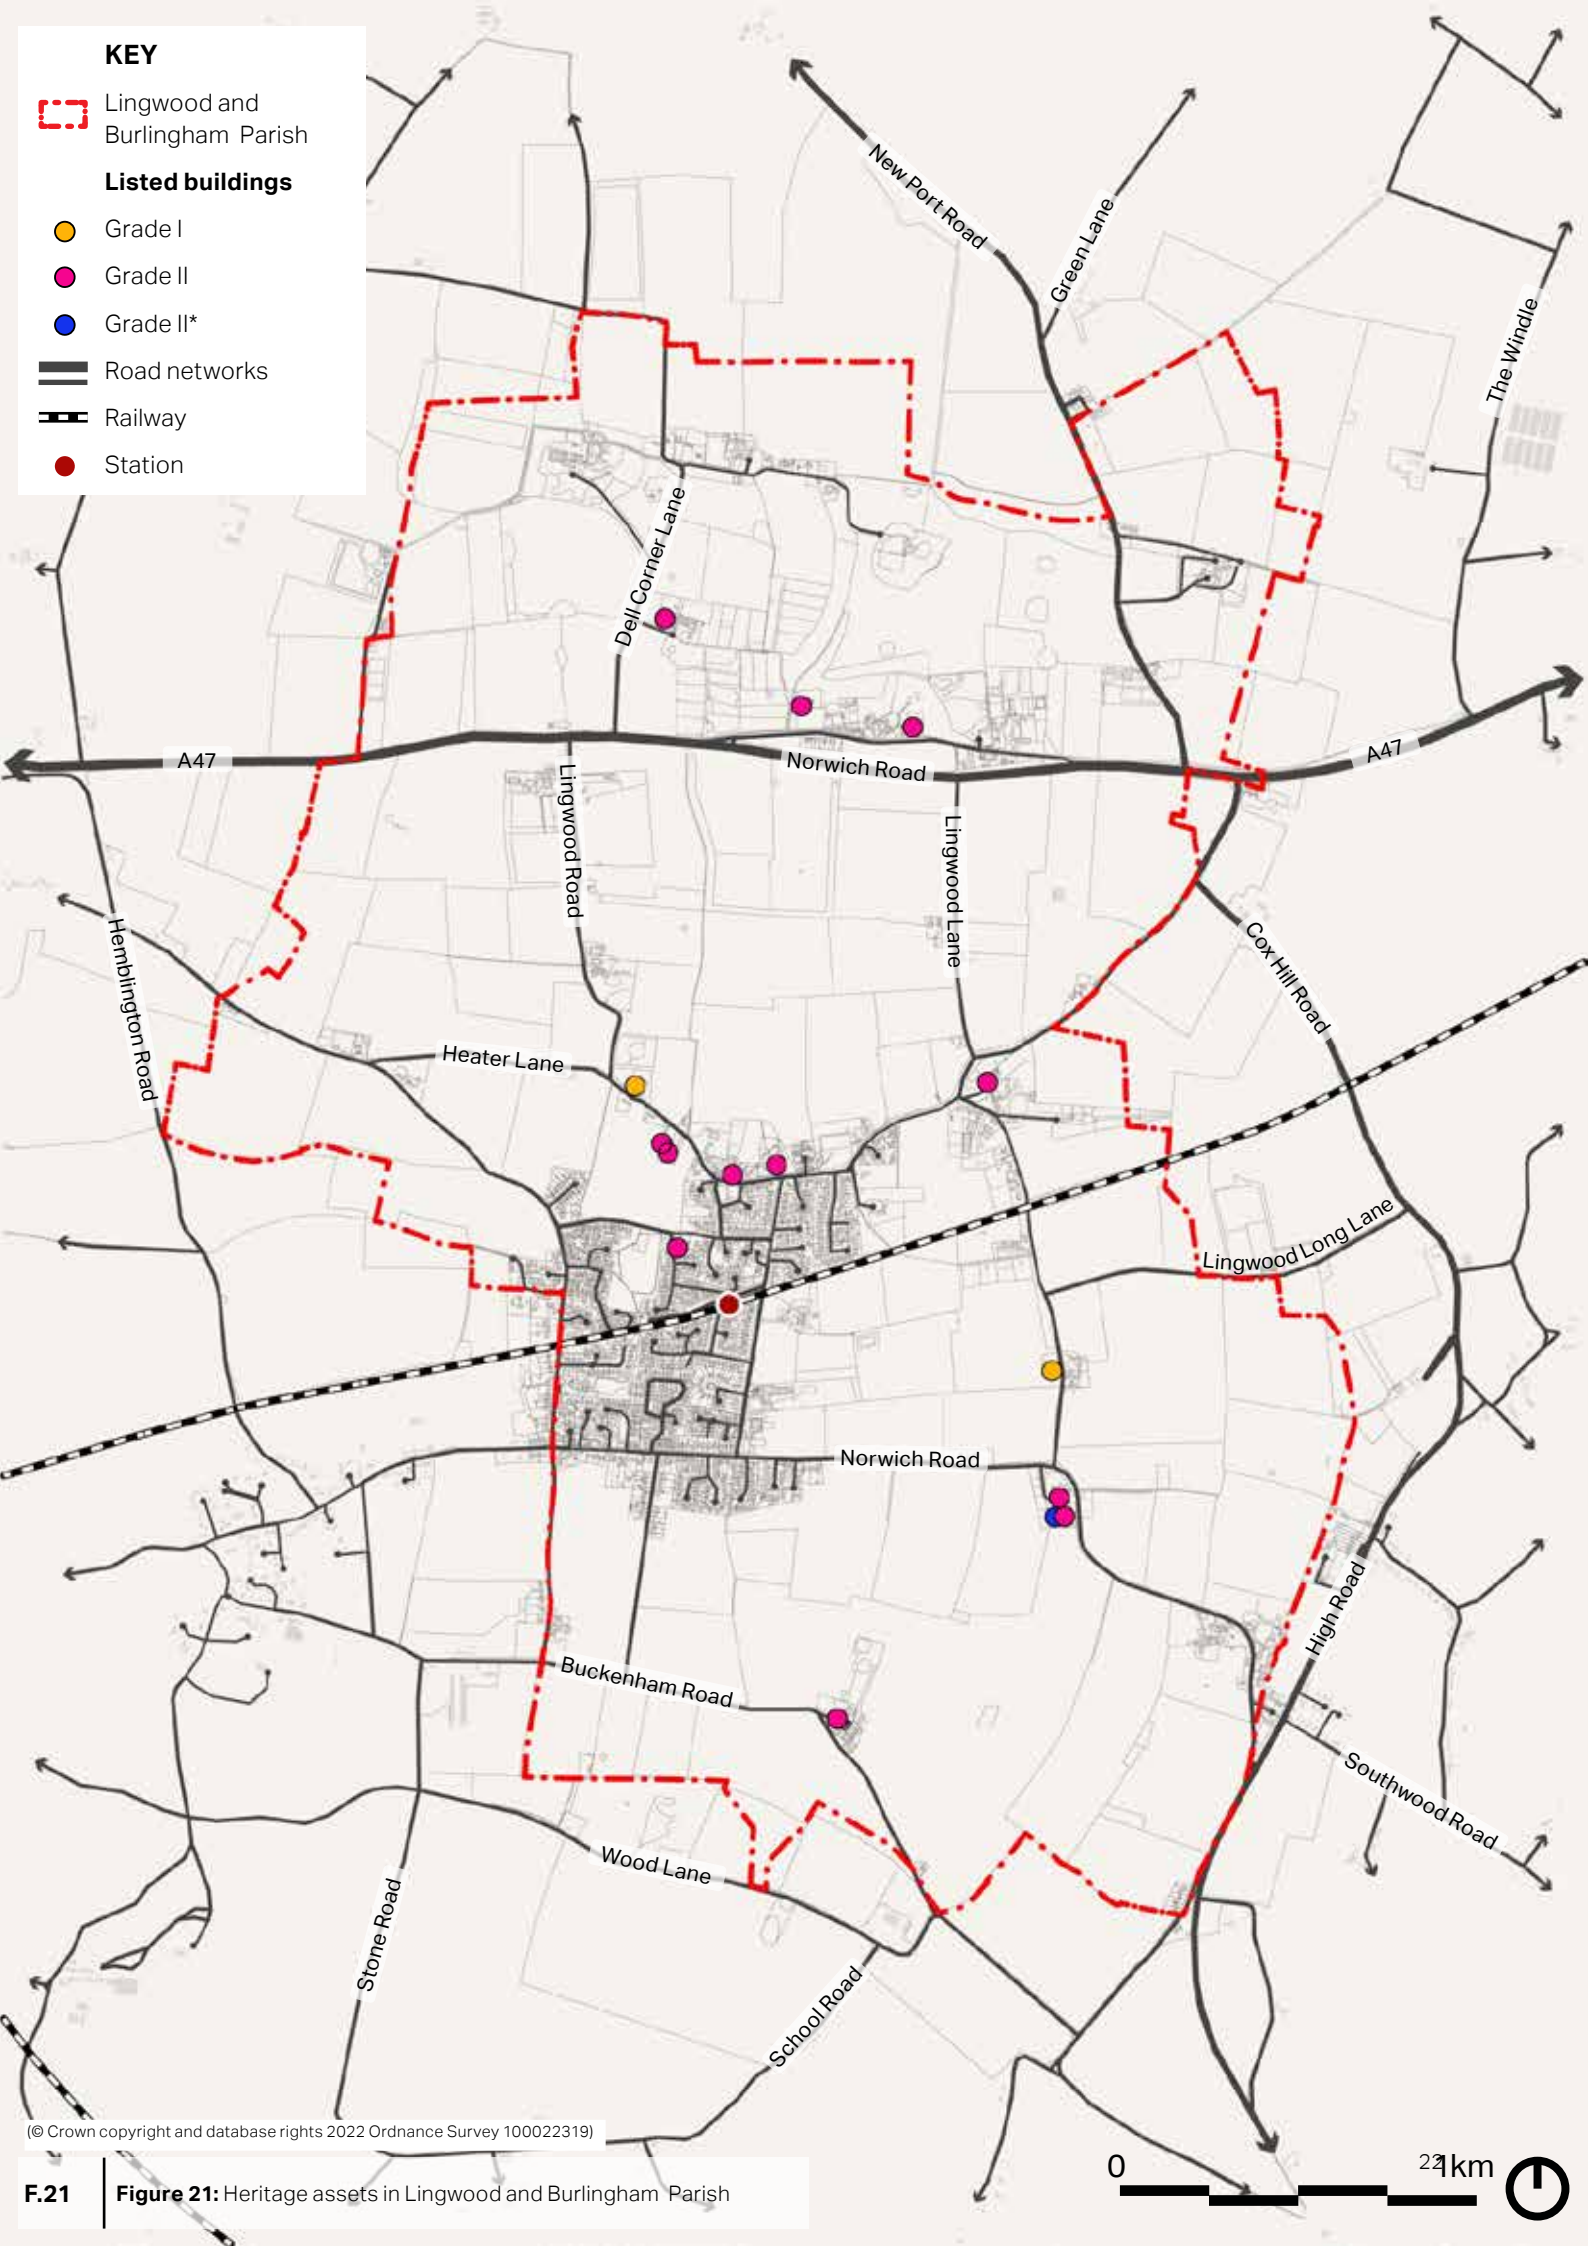 KEY
Lingwood and
Burlingham Parish
Listed buildings
Grade I
Grade II
Grade II*
Road networks
Railway
Station
New Port Road
Green Lane
The Windle
Dell Corner Lane
A47
Norwich Road
A47
Lingwood Road
Lingwood Lane
Hemblington Road
Cox Hill Road
Heater Lane
Lingwood Long Lane
Norwich Road
High Road
Buckenham Road
Southwood Road
Wood Lane
Stone Road
School Road
(© Crown copyright and database rights 2022 Ordnance Survey 100022319)
0
22
1km
F.21
Figure 21: Heritage assets in Lingwood and Burlingham Parish